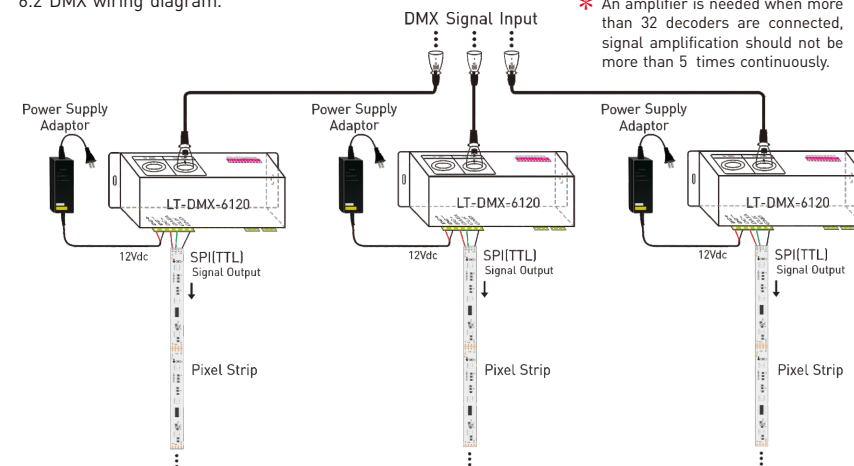 6.2 DMX wiring diagram:
DMX Signal Input
* An amplifier is needed when more
than 32 decoders are connected,
signal amplification should not be
more than 5 times continuously.
Power Supply
Adaptor
Power Supply
Adaptor
Power Supply
Adaptor
LT-DMX-6120
LT-DMX-6120
LT-DMX-6120
12Vdc
SPI(TTL)
Signal Output
12Vdc
SPI(TTL)
Signal Output
12Vdc
SPI(TTL)
Signal Output
Pixel Strip
Pixel Strip
Pixel Strip